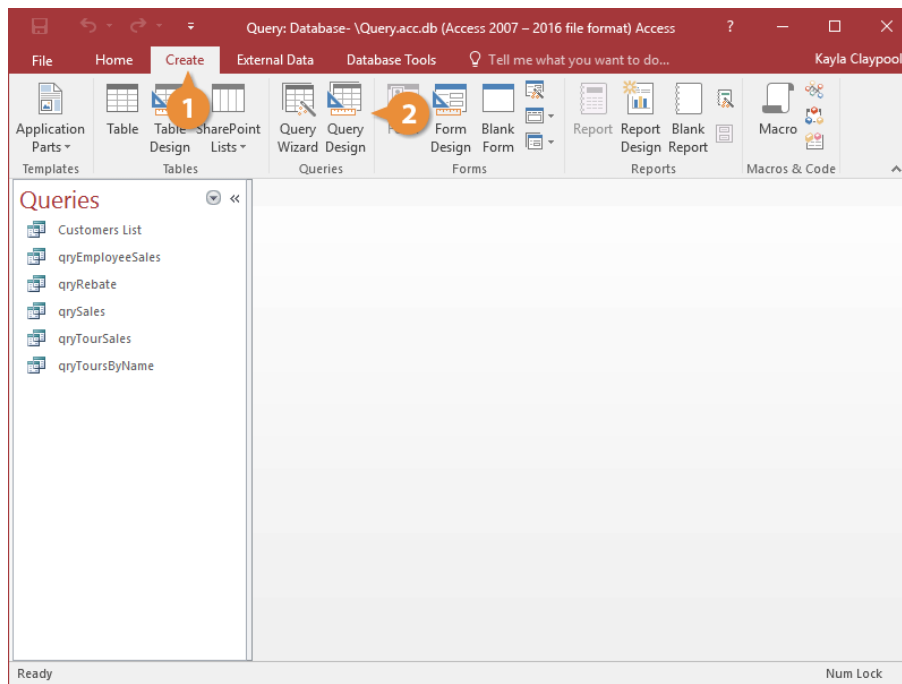 Query: Database- \Query.acc.db (Access 2007 – 2016 file format) Access ?
File Home Create External Data Database Tools Tell me what you want to do... Kayla Claypool
1
2
Application Parts
Table
Table Design
SharePoint Lists
Query Wizard
Query Design
Form Design
Blank Form
Report
Report Design
Blank Report
Macro
Templates Tables Queries Forms Reports Macros & Code
Queries
Customers List
qryEmployeeSales
qryRebate
qrySales
qryTourSales
qryToursByName
Ready Num Lock